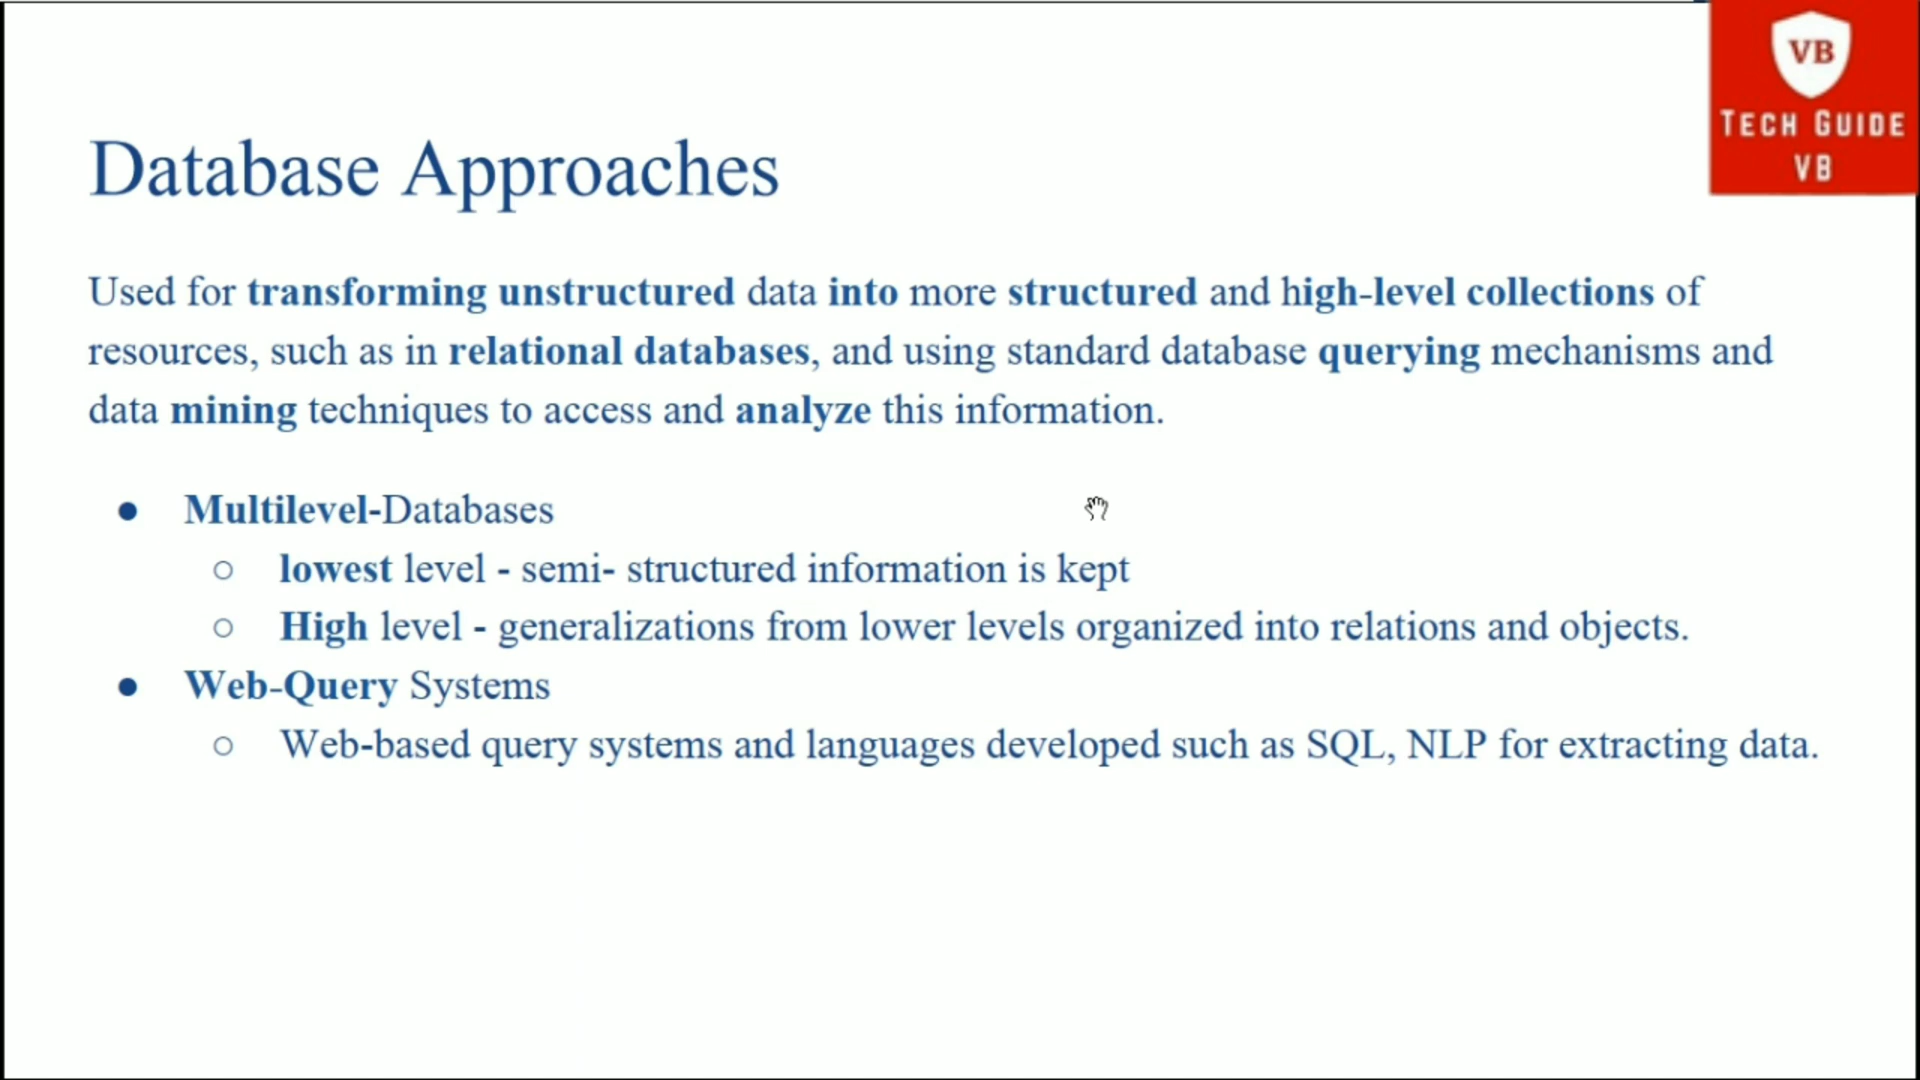 VB
TECH GUIDE
VB
Database Approaches
Used for transforming unstructured data into more structured and high-level collections of
resources, such as in relational databases, and using standard database querying mechanisms and
data mining techniques to access and analyze this information.
● Multilevel-Databases
○ lowest level - semi- structured information is kept
○ High level - generalizations from lower levels organized into relations and objects.
● Web-Query Systems
○ Web-based query systems and languages developed such as SQL, NLP for extracting data.